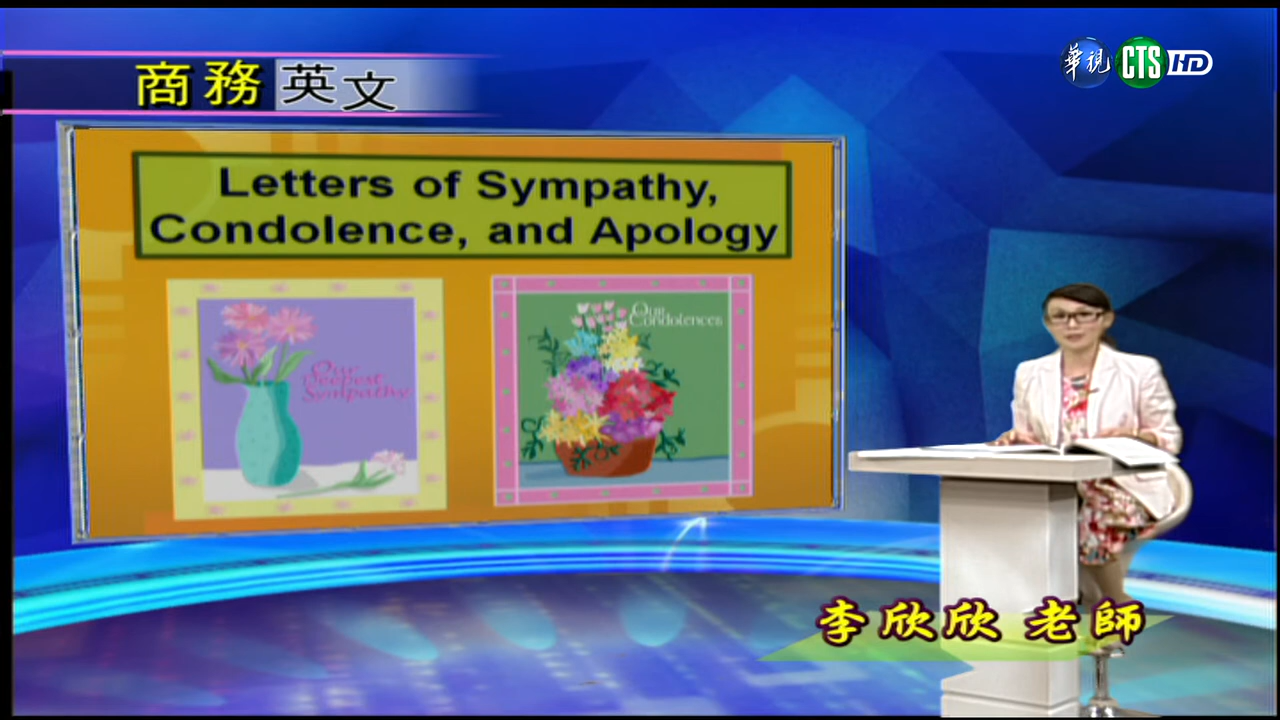 商務英文
華視 CTS HD
Letters of Sympathy,
Condolence, and Apology
Our
Deepest
Sympathy
Our
Condolences
李欣欣 老師